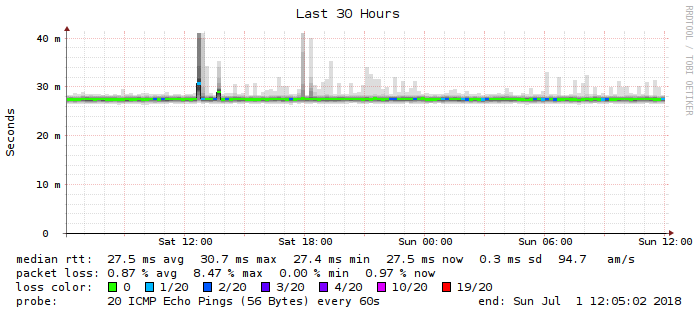 Last 30 Hours
RRDTOOL / TOBI OETIKER
Seconds
40 m
30 m
20 m
10 m
0
Sat 12:00 Sat 18:00 Sun 00:00 Sun 06:00 Sun 12:00
median rtt: 27.5 ms avg 30.7 ms max 27.4 ms min 27.5 ms now 0.3 ms sd 94.7 am/s
packet loss: 0.87 % avg 8.47 % max 0.00 % min 0.97 % now
loss color: 0 1/20 2/20 3/20 4/20 10/20 19/20
probe: 20 ICMP Echo Pings (56 Bytes) every 60s end: Sun Jul 1 12:05:02 2018